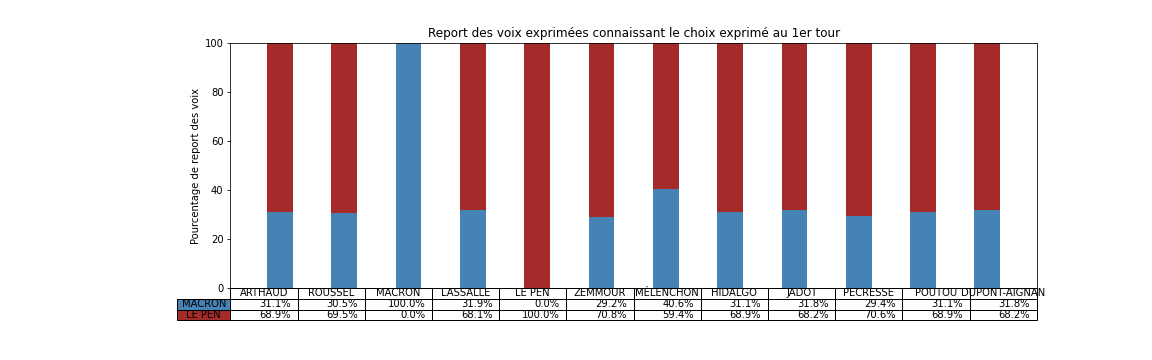 Report des voix exprimées connaissant le choix exprimé au 1er tour
Pourcentage de report des voix
100
80
60
40
20
0
ARTHAUD ROUSSEL MACRON LASSALLE LE PEN ZEMMOUR MÉLENCHON HIDALGO JADOT PÉCRESSE POUTOU DUPONT-AIGNAN
MACRON 31.1% 30.5% 100.0% 31.9% 0.0% 29.2% 40.6% 31.1% 31.8% 29.4% 31.1% 31.8%
LE PEN 68.9% 69.5% 0.0% 68.1% 100.0% 70.8% 59.4% 68.9% 68.2% 70.6% 68.9% 68.2%